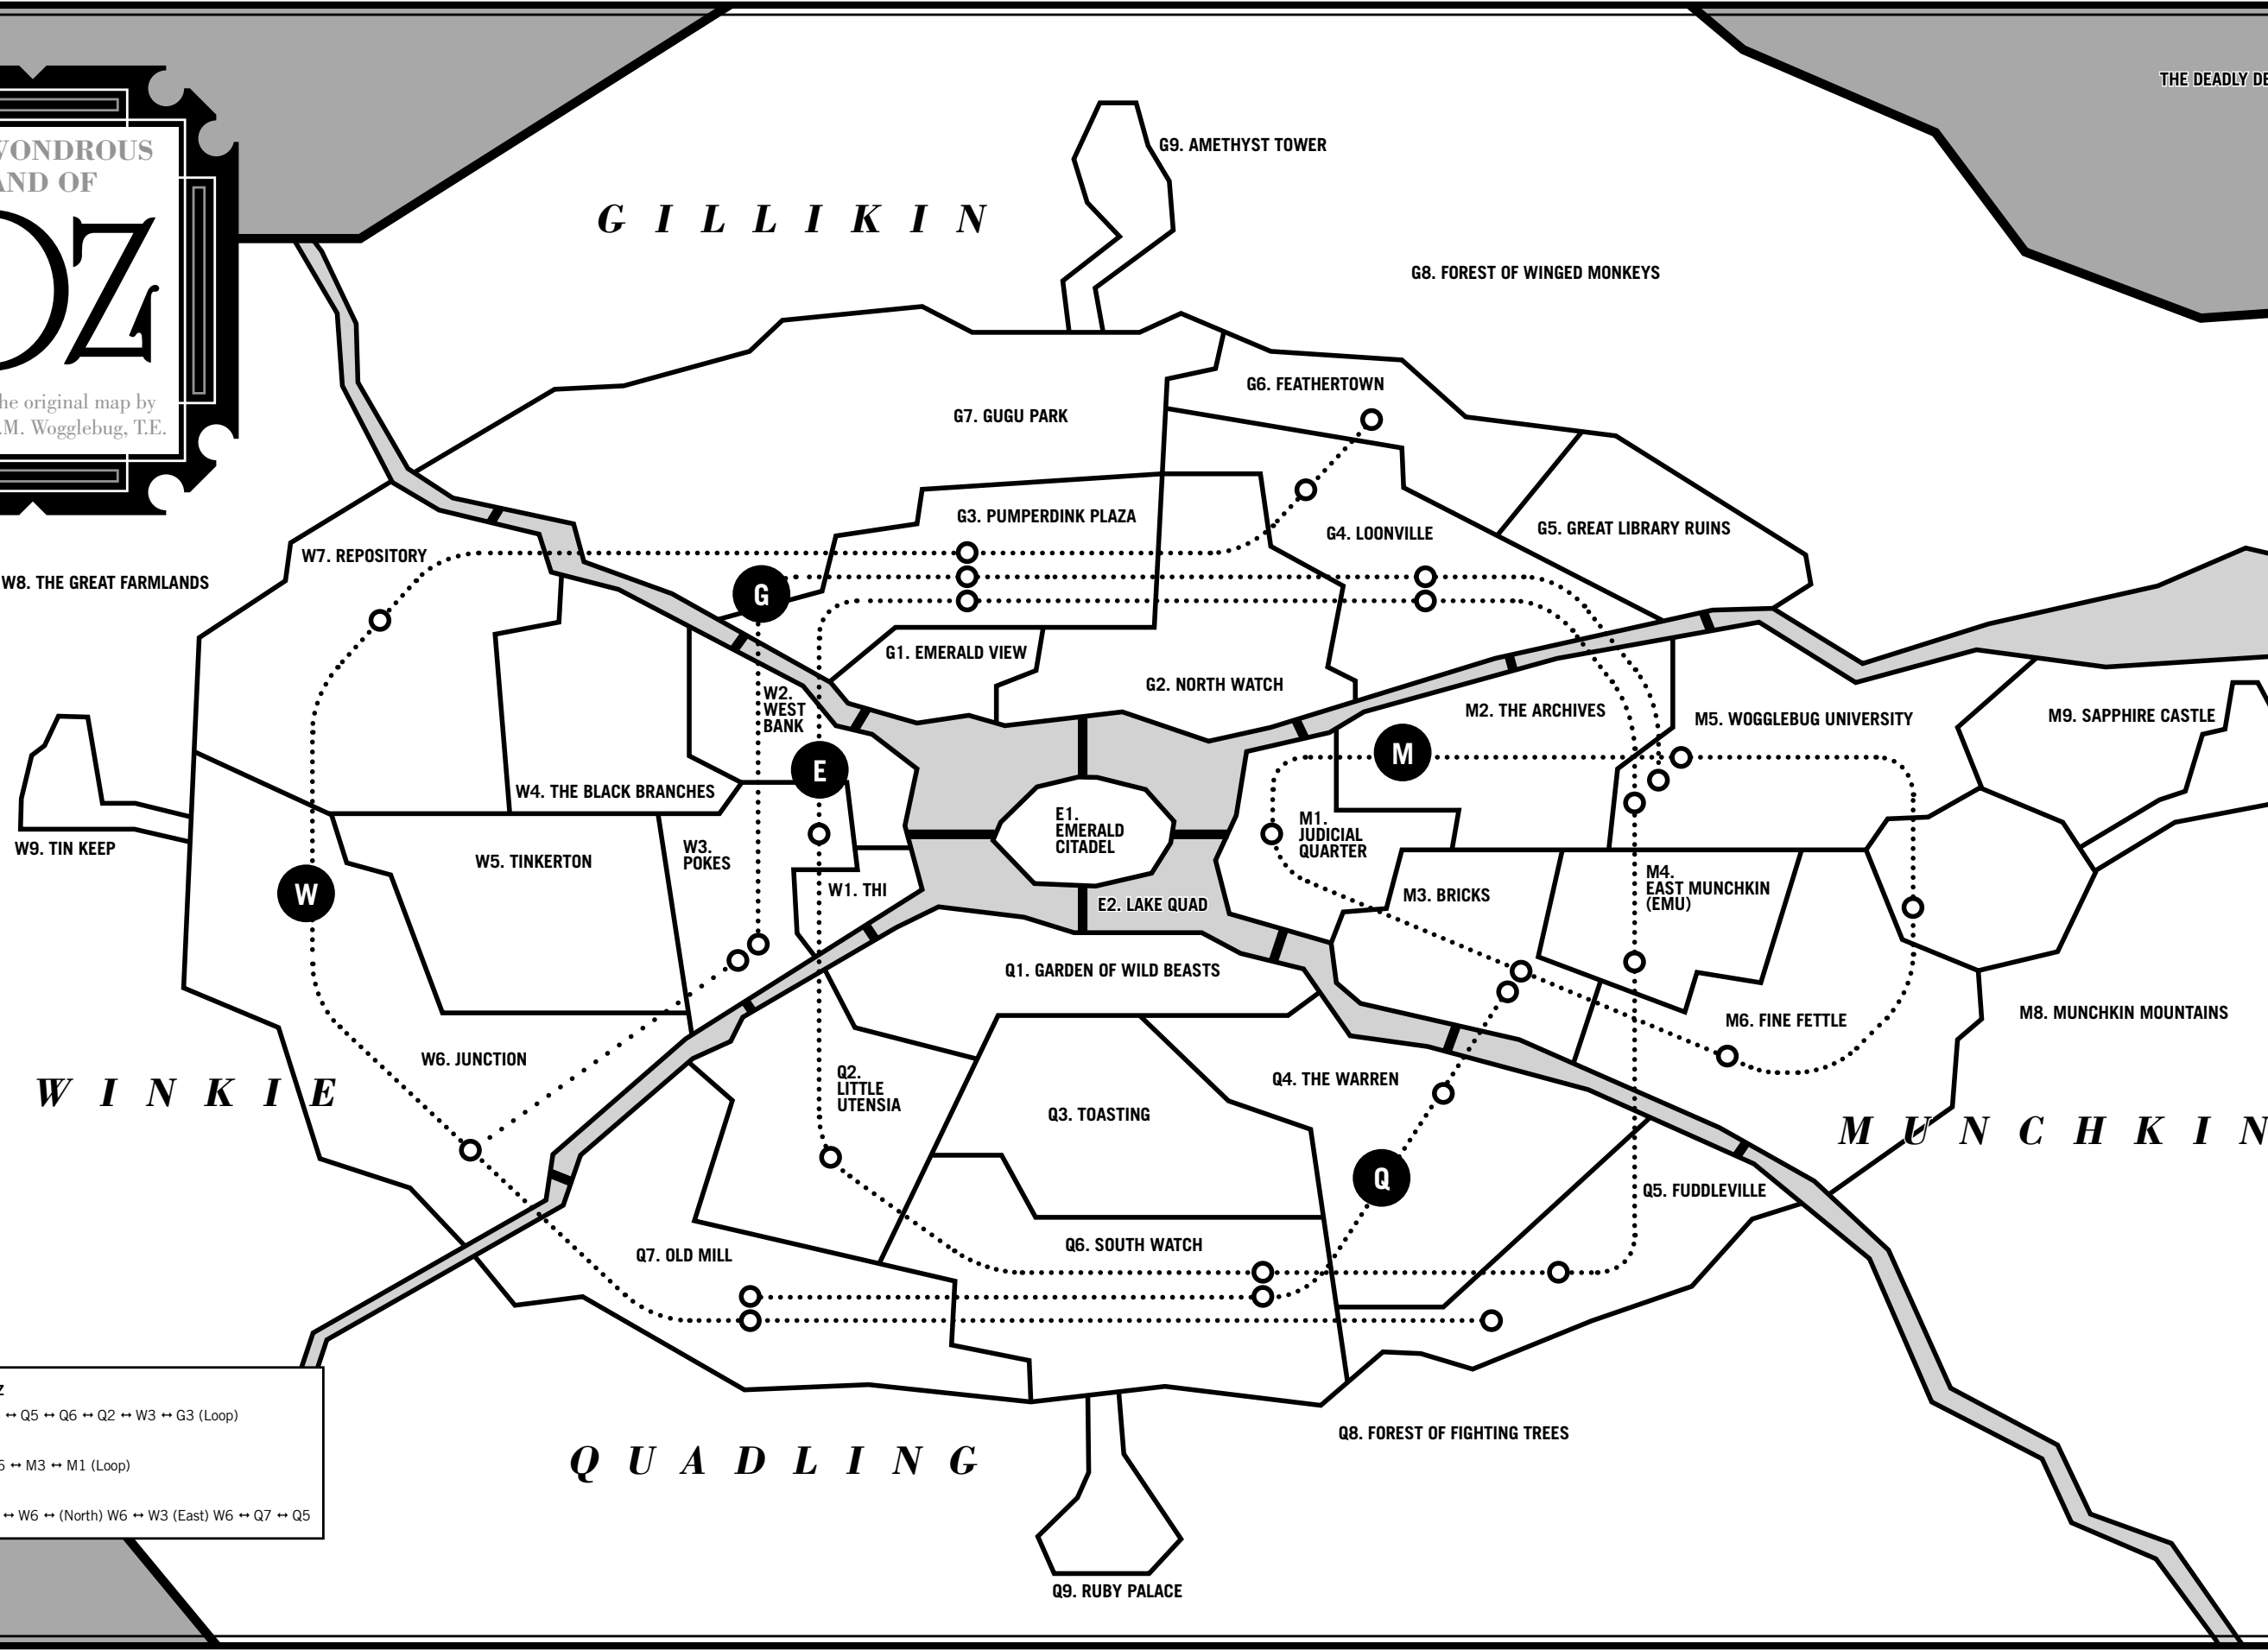 THE DEADLY DE
WONDROUS
AND OF
OZ
he original map by
.M. Wogglebug, T.E.
G9. AMETHYST TOWER
GILLIKIN
G8. FOREST OF WINGED MONKEYS
G6. FEATHERTOWN
G7. GUGU PARK
G3. PUMPERDINK PLAZA
G4. LOONVILLE
G5. GREAT LIBRARY RUINS
W7. REPOSITORY
W8. THE GREAT FARMLANDS
G
G1. EMERALD VIEW
G2. NORTH WATCH
W2.
WEST
BANK
M2. THE ARCHIVES
M5. WOGGLEBUG UNIVERSITY
M9. SAPPHIRE CASTLE
M
E
W4. THE BLACK BRANCHES
E1.
EMERALD
CITADEL
M1.
JUDICIAL
QUARTER
W9. TIN KEEP
W5. TINKERTON
W3.
POKES
W
W1. THI
E2. LAKE QUAD
M3. BRICKS
M4.
EAST MUNCHKIN
(EMU)
Q1. GARDEN OF WILD BEASTS
M6. FINE FETTLE
M8. MUNCHKIN MOUNTAINS
W6. JUNCTION
WINKIE
Q2.
LITTLE
UTENSIA
Q4. THE WARREN
Q3. TOASTING
MUNCHKIN
Q
Q5. FUDDLEVILLE
Q6. SOUTH WATCH
Q7. OLD MILL
Z
↔ Q5 ↔ Q6 ↔ Q2 ↔ W3 ↔ G3 (Loop)
↔ M3 ↔ M1 (Loop)
↔ W6 ↔ (North) W6 ↔ W3 (East) W6 ↔ Q7 ↔ Q5
Q8. FOREST OF FIGHTING TREES
QUADLING
Q9. RUBY PALACE